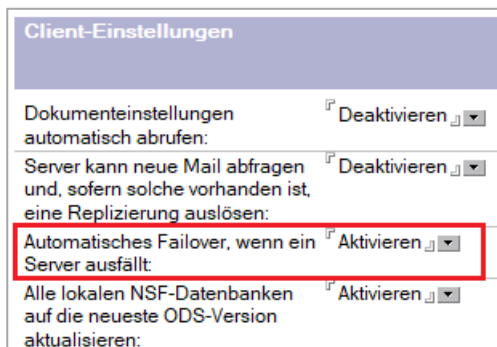 Client-Einstellungen
Dokumenteinstellungen
automatisch abrufen:
Deaktivieren
Server kann neue Mail abfragen
und, sofern solche vorhanden ist,
eine Replizierung auslösen:
Deaktivieren
Automatisches Failover, wenn ein
Server ausfällt:
Aktivieren
Alle lokalen NSF-Datenbanken
auf die neueste ODS-Version
aktualisieren:
Aktivieren